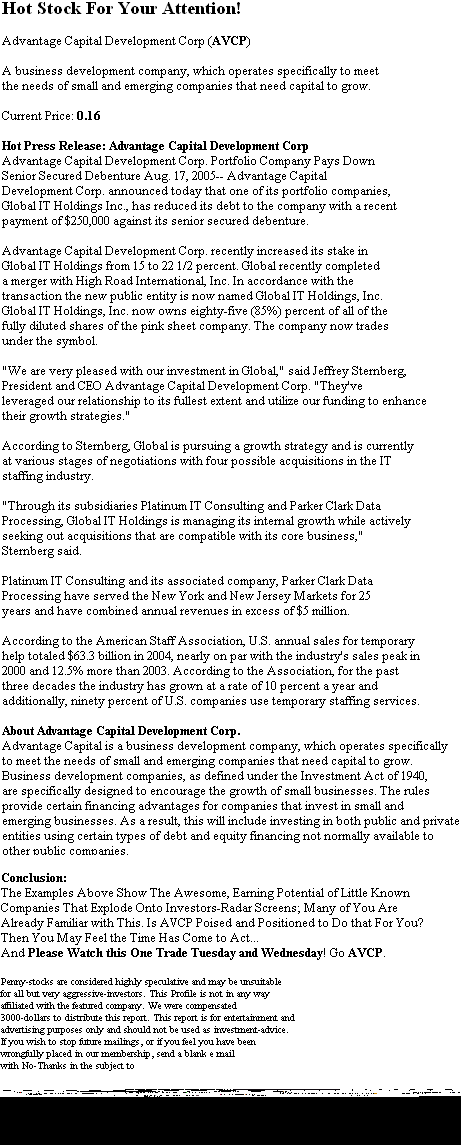 Hot Stock For Your Attention!
Advantage Capital Development Corp (AVCP)
A business development company, which operates specifically to meet
the needs of small and emerging companies that need capital to grow.
Current Price: 0.16
Hot Press Release: Advantage Capital Development Corp
Advantage Capital Development Corp. Portfolio Company Pays Down
Senior Secured Debenture Aug. 17, 2005-- Advantage Capital
Development Corp. announced today that one of its portfolio companies,
Global IT Holdings Inc., has reduced its debt to the company with a recent
payment of $250,000 against its senior secured debenture.
Advantage Capital Development Corp. recently increased its stake in
Global IT Holdings from 15 to 22 1/2 percent. Global recently completed
a merger with High Road International, Inc. In accordance with the
transaction the new public entity is now named Global IT Holdings, Inc.
Global IT Holdings, Inc. now owns eighty-five (85%) percent of all of the
fully diluted shares of the pink sheet company. The company now trades
under the symbol.
"We are very pleased with our investment in Global," said Jeffrey Sternberg,
President and CEO Advantage Capital Development Corp. "They've
leveraged our relationship to its fullest extent and utilize our funding to enhance
their growth strategies."
According to Sternberg, Global is pursuing a growth strategy and is currently
at various stages of negotiations with four possible acquisitions in the IT
staffing industry.
"Through its subsidiaries Platinum IT Consulting and Parker Clark Data
Processing, Global IT Holdings is managing its internal growth while actively
seeking out acquisitions that are compatible with its core business,"
Sternberg said.
Platinum IT Consulting and its associated company, Parker Clark Data
Processing have served the New York and New Jersey Markets for 25
years and have combined annual revenues in excess of $5 million.
According to the American Staff Association, U.S. annual sales for temporary
help totaled $63.3 billion in 2004, nearly on par with the industry's sales peak in
2000 and 12.5% more than 2003. According to the Association, for the past
three decades the industry has grown at a rate of 10 percent a year and
additionally, ninety percent of U.S. companies use temporary staffing services.
About Advantage Capital Development Corp.
Advantage Capital is a business development company, which operates specifically
to meet the needs of small and emerging companies that need capital to grow.
Business development companies, as defined under the Investment Act of 1940,
are specifically designed to encourage the growth of small businesses. The rules
provide certain financing advantages for companies that invest in small and
emerging businesses. As a result, this will include investing in both public and private
entities using certain types of debt and equity financing not normally available to
other public companies.
Conclusion:
The Examples Above Show The Awesome, Earning Potential of Little Known
Companies That Explode Onto Investors-Radar Screens; Many of You Are
Already Familiar with This. Is AVCP Poised and Positioned to Do that For You?
Then You May Feel the Time Has Come to Act...
And Please Watch this One Trade Tuesday and Wednesday! Go AVCP.
Penny-stocks are considered highly speculative and may be unsuitable
for all but very aggressive-investors. This Profile is not in any way
affiliated with the featured company. We were compensated
3000-dollars to distribute this report. This report is for entertainment and
advertising purposes only and should not be used as investment-advice.
If you wish to stop future mailings, or if you feel you have been
wrongfully placed in our membership, send a blank e mail
with No-Thanks in the subject to